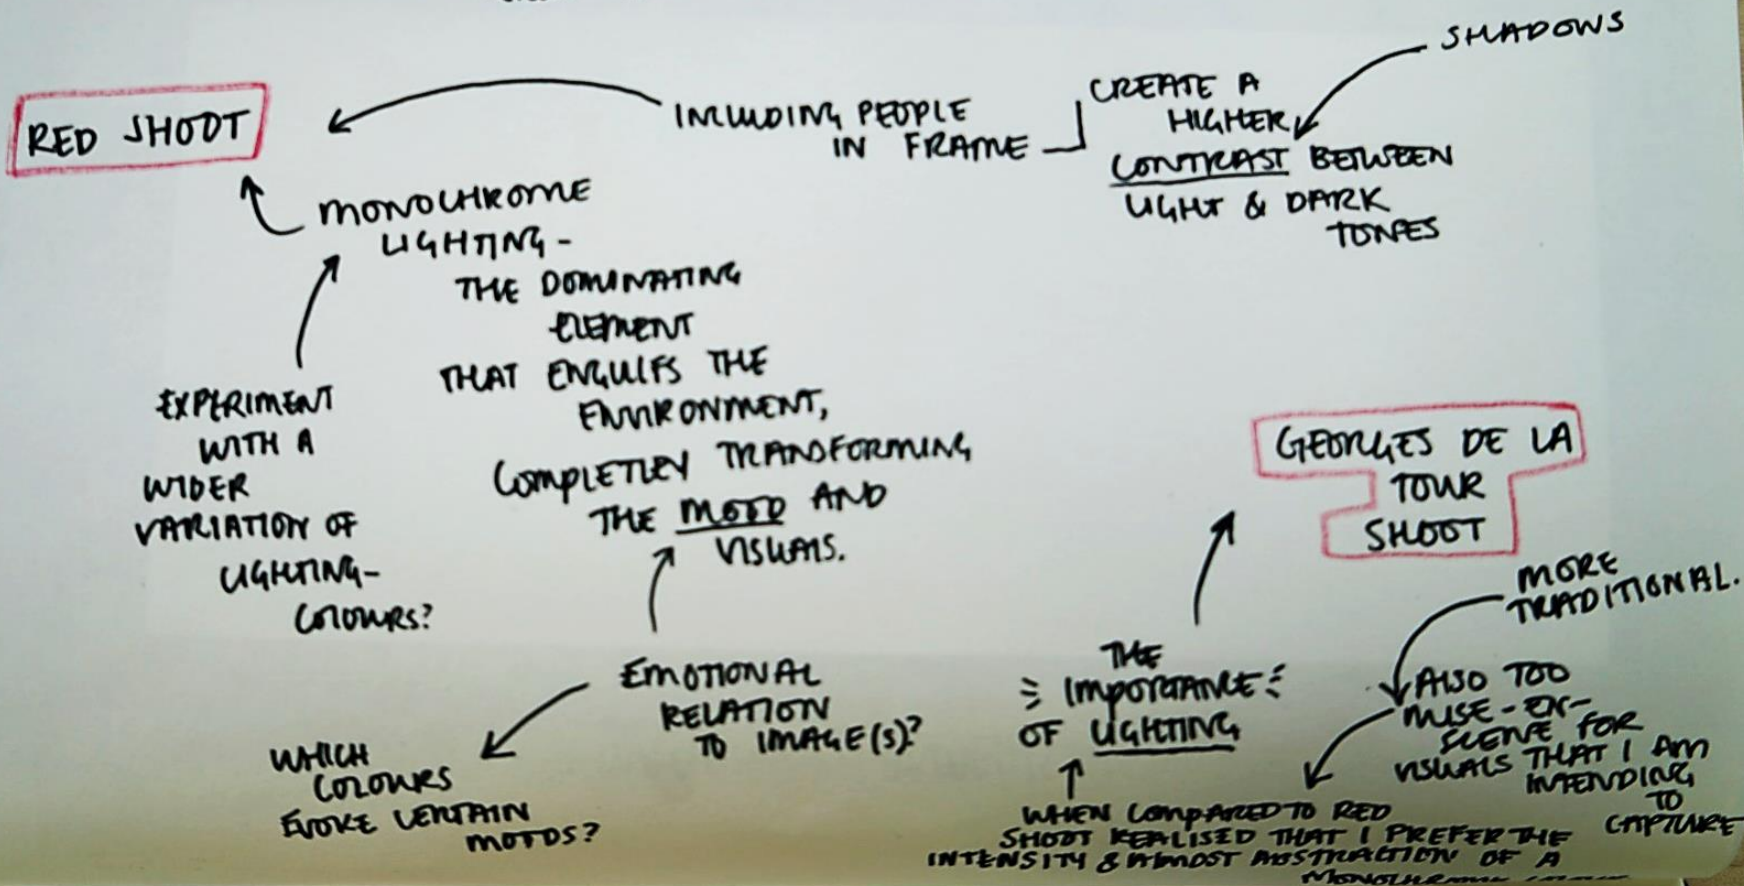 RED SHOOT
INCLUDING PEOPLE
IN FRAME
CREATE A
HIGHER
CONTRAST BETWEEN
LIGHT & DARK
TONES
SHADOWS
MONOCHROME
LIGHTING -
THE DOMINATING
ELEMENT
THAT ENGULFS THE
ENVIRONMENT,
COMPLETLEY TRANSFORMING
THE MOOD AND
VISUALS.
EXPERIMENT
WITH A
WIDER
VARIATION OF
LIGHTING-
COLOURS?
EMOTIONAL
RELATION
TO IMAGE(S)?
WHICH
COLOURS
EVOKE CERTAIN
MOODS?
GEORGES DE LA
TOUR
SHOOT
MORE
TRADITIONAL.
ALSO TOO
MISE-EN-
SCENE FOR
VISUALS THAT I AM
INTENDING
TO
CAPTURE
THE
IMPORTANCE
OF LIGHTING
WHEN COMPARED TO RED
SHOOT REALISED THAT I PREFER THE
INTENSITY & ALMOST ABSTRACTION OF A
MONOCHROME